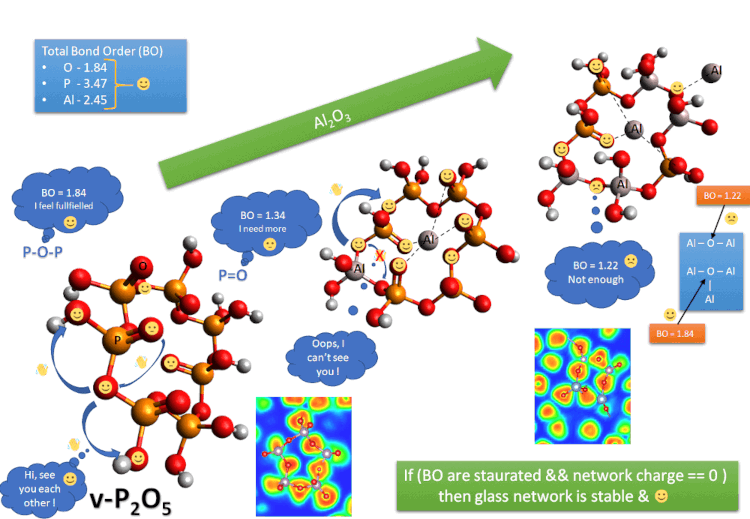 Total Bond Order (BO)
• O - 1.84
• P - 3.47
• Al - 2.45
Al₂O₃
BO = 1.84
I feel fullfielled
P-O-P
BO = 1.34
I need more
P=O
O
P
Hi, see
you each
other !
v-P₂O₅
Al
X
Al
Oops, I
can't see
you !
Al
Al
Al
BO = 1.22
Not enough
BO = 1.22
Al – O – Al
Al – O – Al
|
Al
BO = 1.84
If (BO are staurated && network charge == 0 )
then glass network is stable &